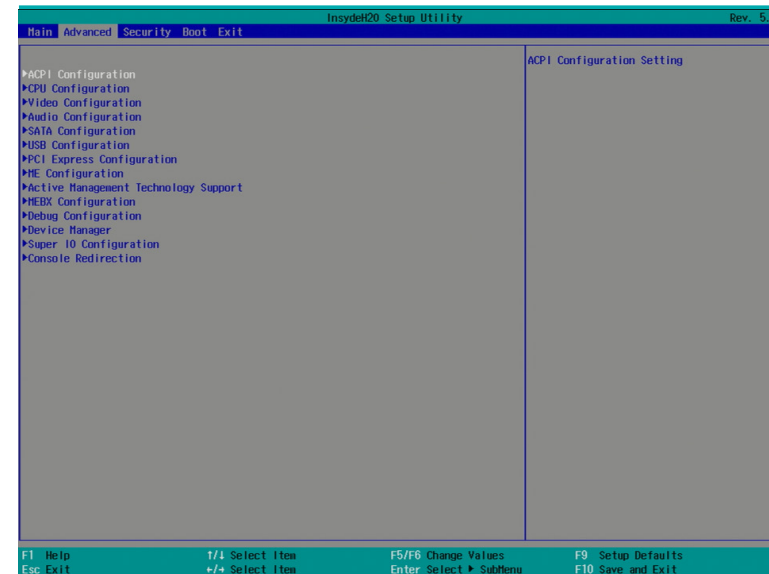 InsydeH20 Setup Utility Rev. 5.
Main Advanced Security Boot Exit
ACPI Configuration Setting
▶ACPI Configuration
▶CPU Configuration
▶Video Configuration
▶Audio Configuration
▶SATA Configuration
▶USB Configuration
▶PCI Express Configuration
▶ME Configuration
▶Active Management Technology Support
▶MEBX Configuration
▶Debug Configuration
▶Device Manager
▶Super IO Configuration
▶Console Redirection
F1 Help ↑/↓ Select Item F5/F6 Change Values F9 Setup Defaults
Esc Exit ←/→ Select Item Enter Select ▶ SubMenu F10 Save and Exit